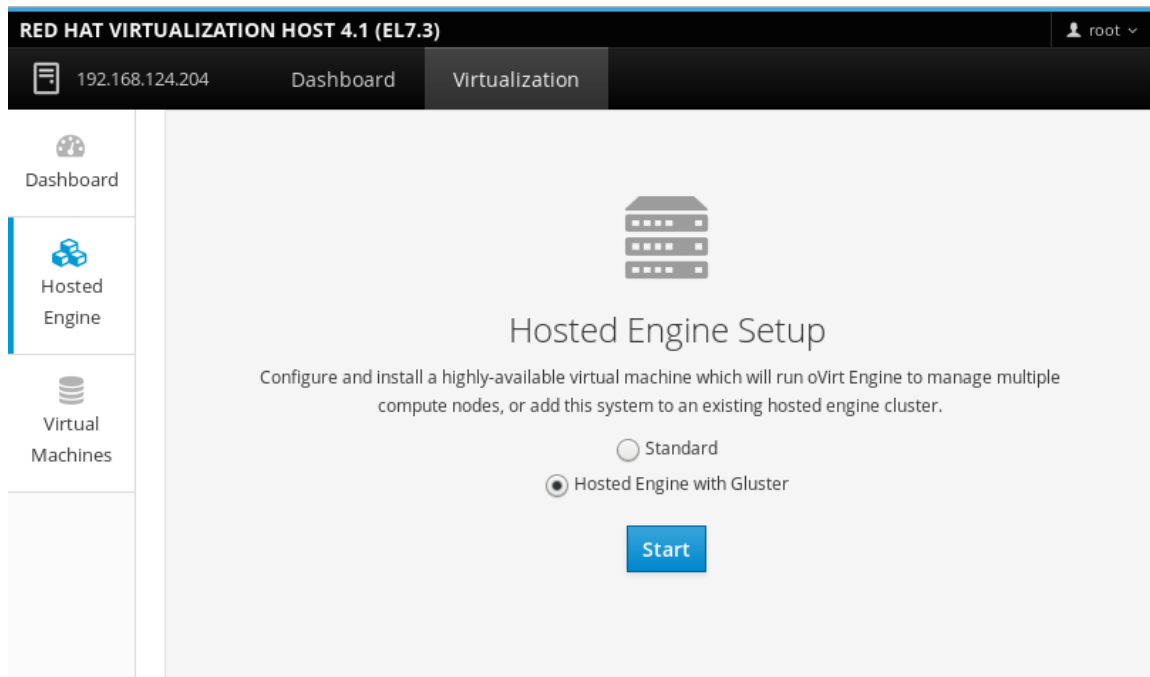 RED HAT VIRTUALIZATION HOST 4.1 (EL7.3)
root
192.168.124.204
Dashboard
Virtualization
Dashboard
Hosted
Engine
Virtual
Machines
Hosted Engine Setup
Configure and install a highly-available virtual machine which will run oVirt Engine to manage multiple
compute nodes, or add this system to an existing hosted engine cluster.
Standard
Hosted Engine with Gluster
Start